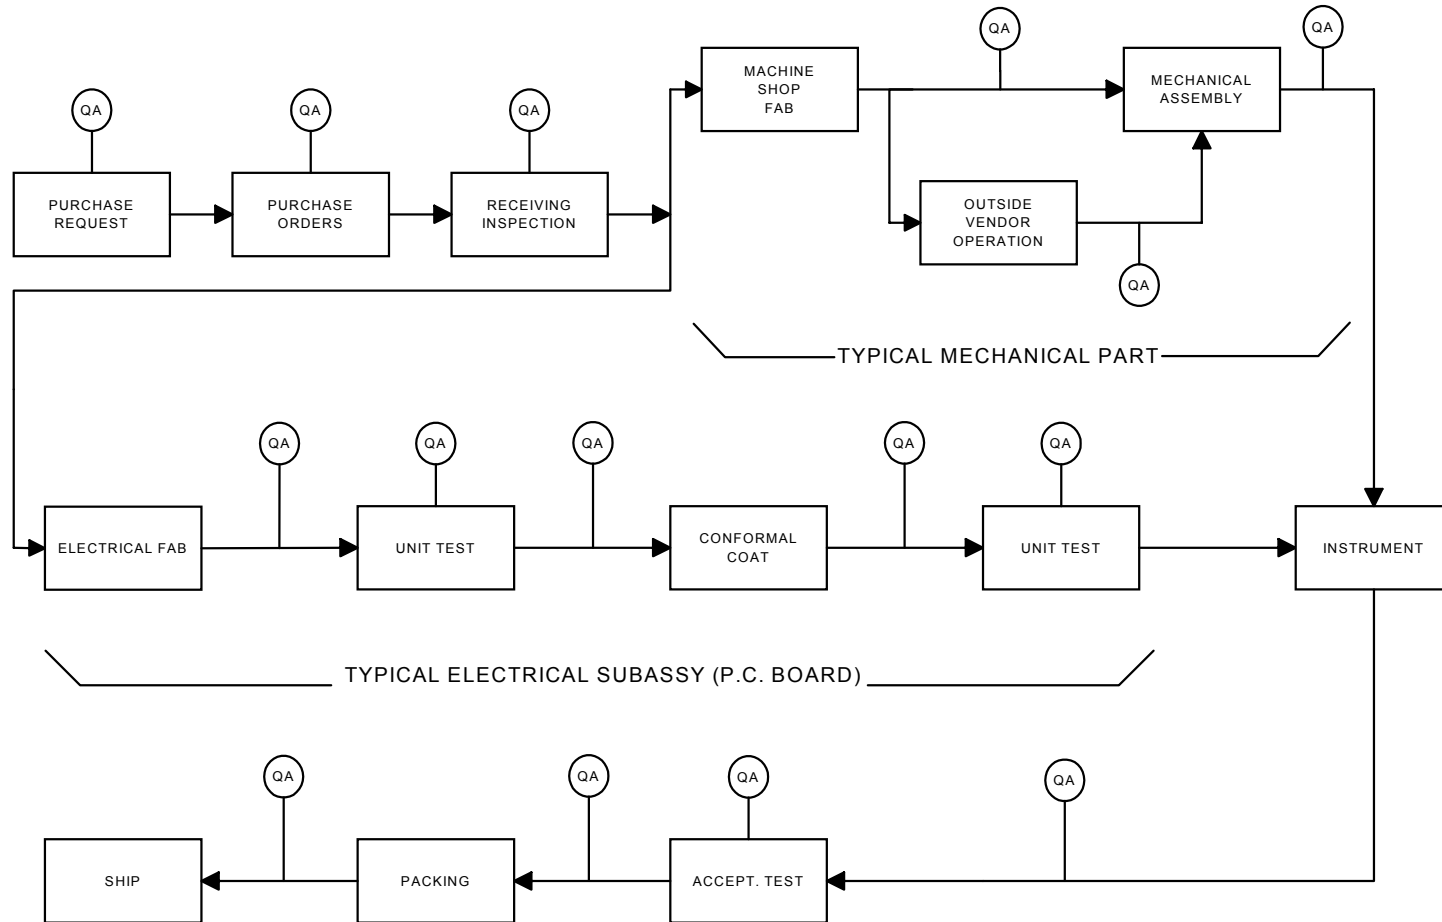 QA
QA
QA
QA
QA
PURCHASE
REQUEST
PURCHASE
ORDERS
RECEIVING
INSPECTION
MACHINE
SHOP
FAB
MECHANICAL
ASSEMBLY
OUTSIDE
VENDOR
OPERATION
QA
TYPICAL MECHANICAL PART
QA
QA
QA
QA
QA
ELECTRICAL FAB
UNIT TEST
CONFORMAL
COAT
UNIT TEST
INSTRUMENT
TYPICAL ELECTRICAL SUBASSY (P.C. BOARD)
QA
QA
QA
QA
SHIP
PACKING
ACCEPT. TEST